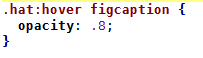 .hat:hover figcaption {
  opacity: .8;
}